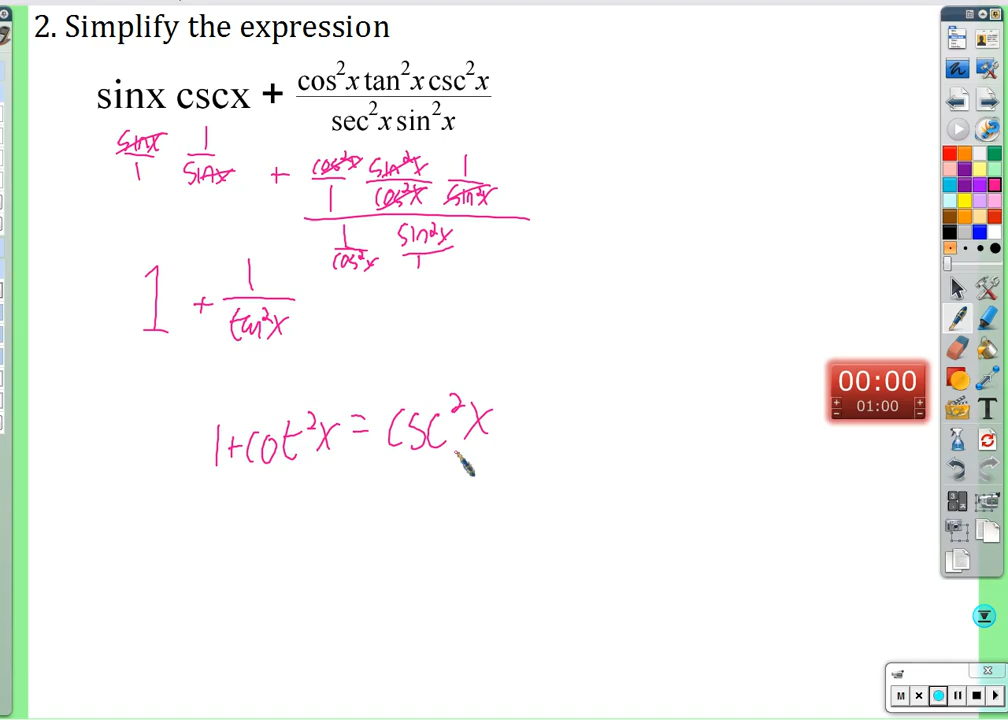 2. Simplify the expression
sinx cscx + cos²x tan²x csc²x / sec²x sin²x
sinx/1 1/sinx + cos²x/1 sin²x/cos²x 1/sin²x
1/cos²x sin²x/1
1 + 1/tan²x
1+cot²x = csc²x
00:00
01:00
M